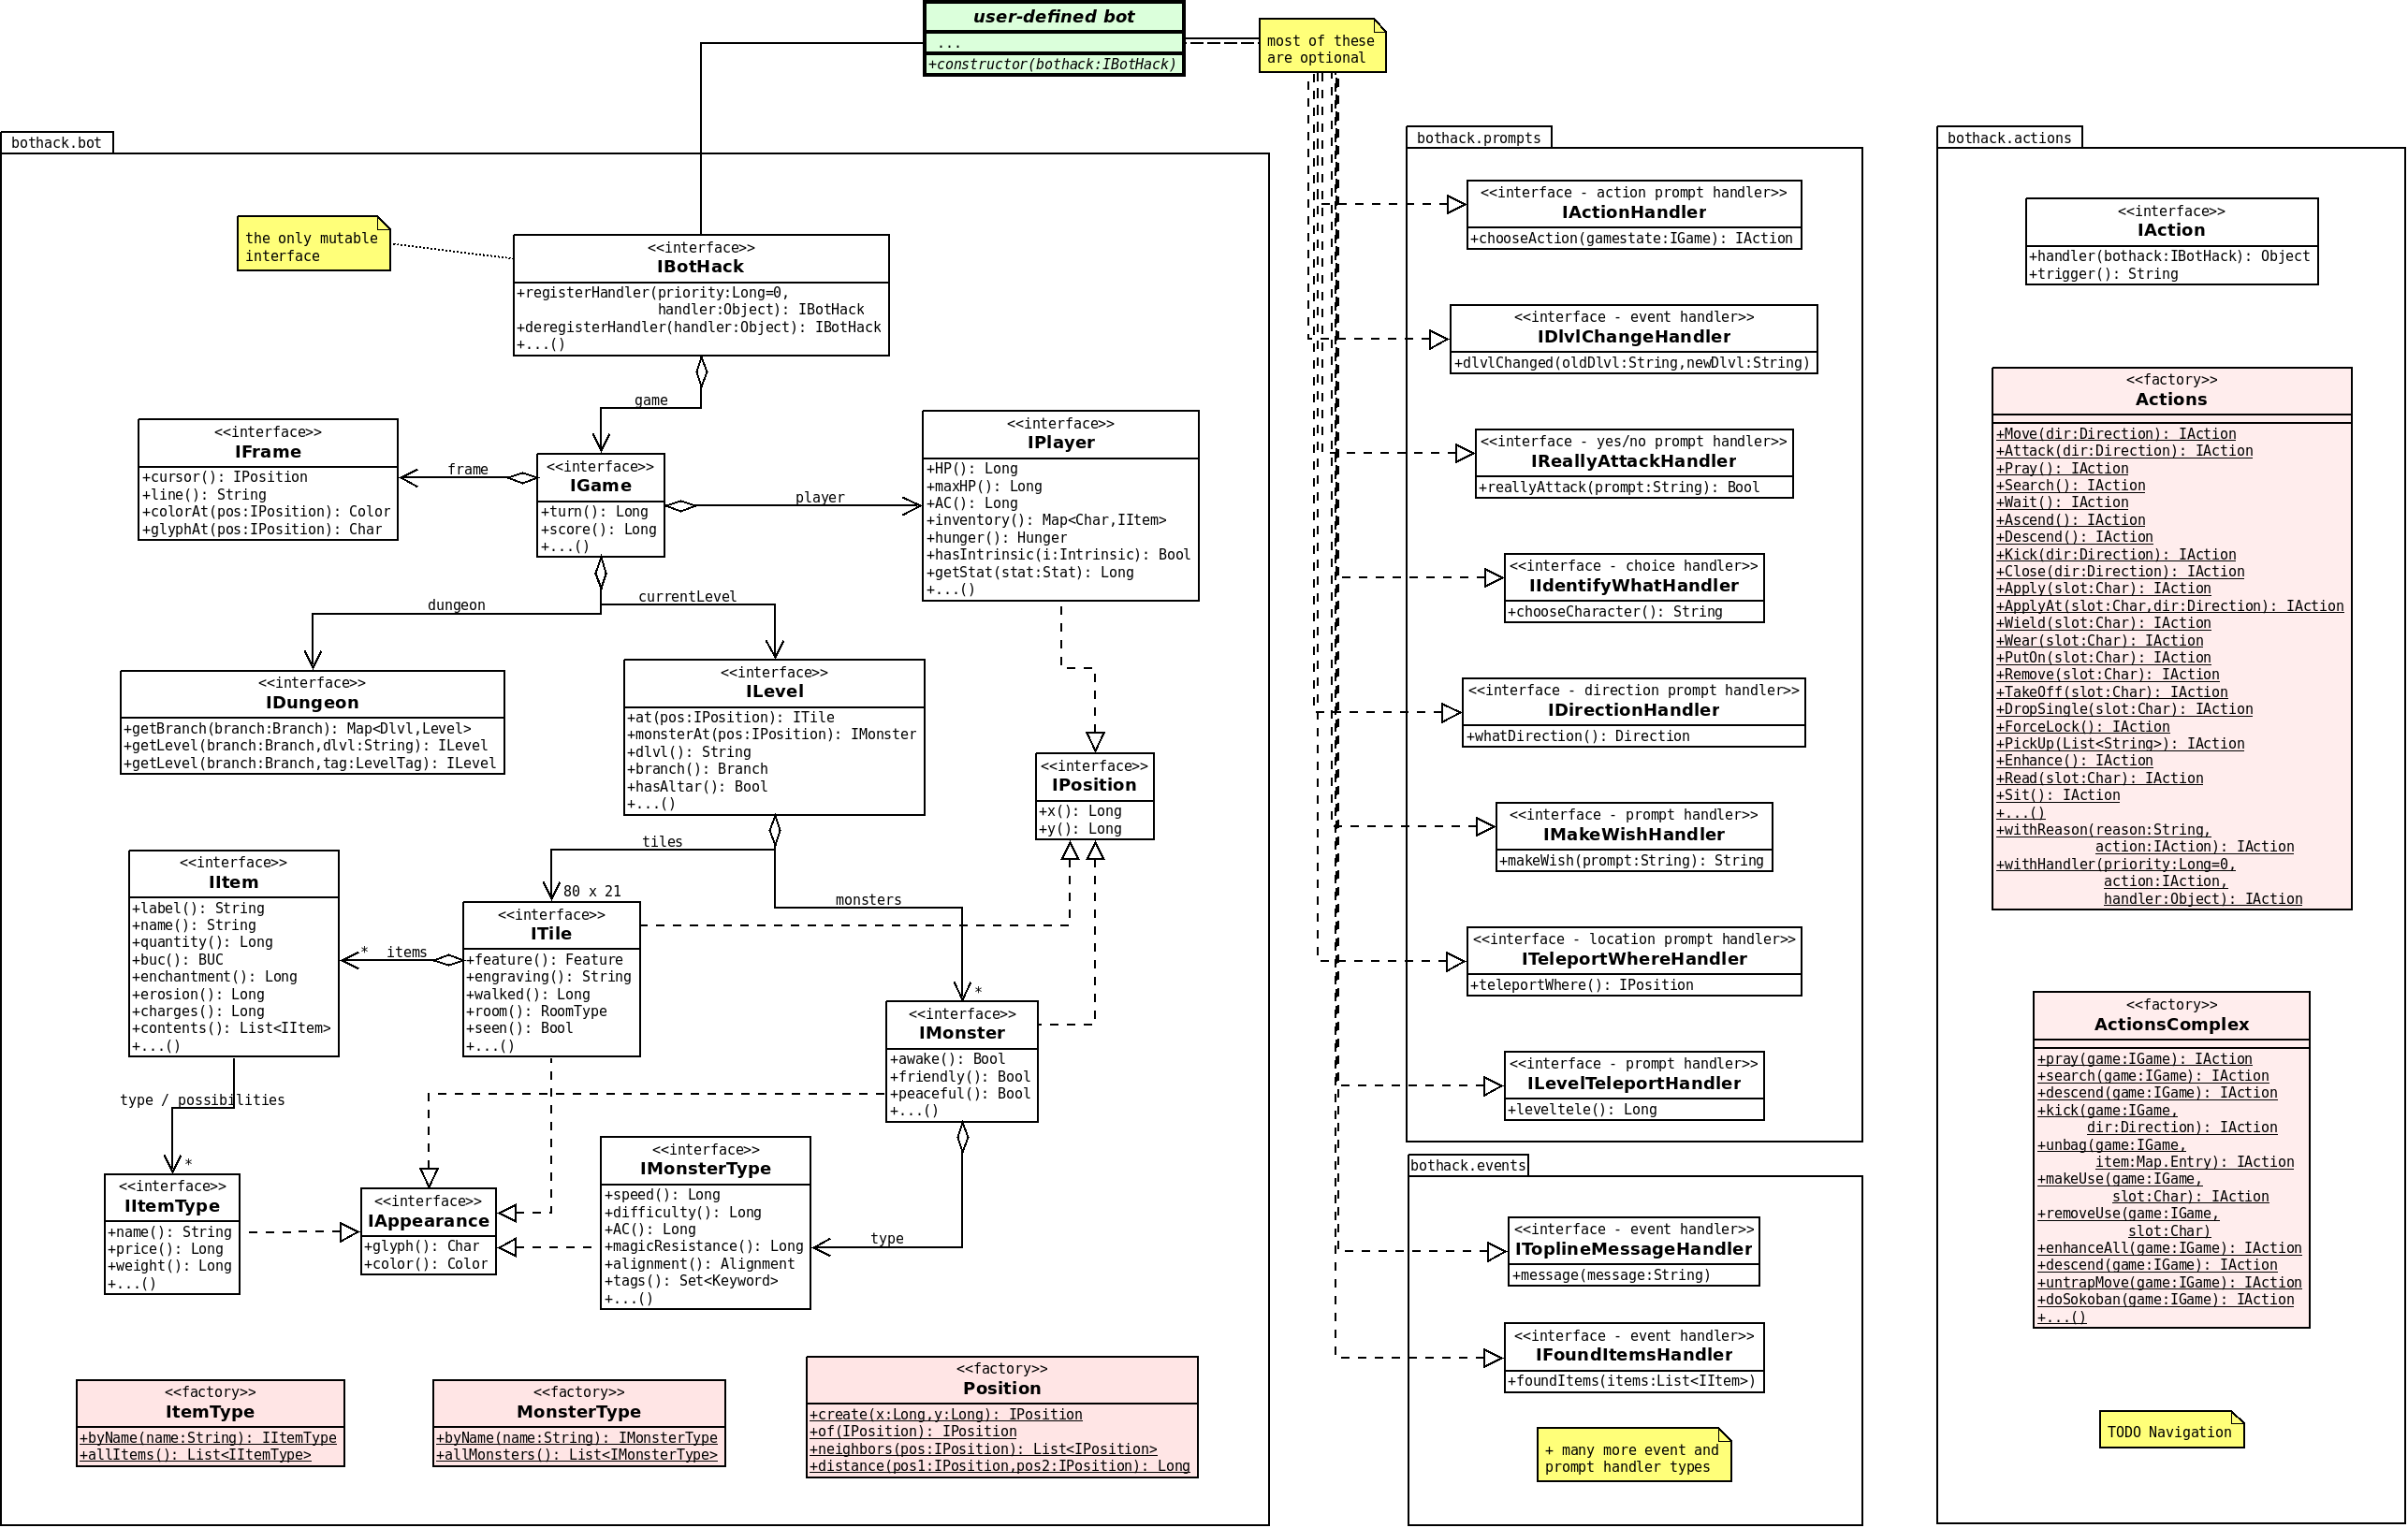 user-defined bot
...
+constructor(bothack:IBotHack)
most of these
are optional
bothack.bot
the only mutable
interface
<<interface>>
IBotHack
+registerHandler(priority:Long=0,
handler:Object): IBotHack
+deregisterHandler(handler:Object): IBotHack
+...()
game
<<interface>>
IFrame
+cursor(): IPosition
+line(): String
+colorAt(pos:IPosition): Color
+glyphAt(pos:IPosition): Char
frame
<<interface>>
IGame
+turn(): Long
+score(): Long
+...()
player
<<interface>>
IPlayer
+HP(): Long
+maxHP(): Long
+AC(): Long
+inventory(): Map<Char,IItem>
+hunger(): Hunger
+hasIntrinsic(i:Intrinsic): Bool
+getStat(stat:Stat): Long
+...()
dungeon
currentLevel
<<interface>>
IDungeon
+getBranch(branch:Branch): Map<Dlvl,Level>
+getLevel(branch:Branch,dlvl:String): ILevel
+getLevel(branch:Branch,tag:LevelTag): ILevel
<<interface>>
ILevel
+at(pos:IPosition): ITile
+monsterAt(pos:IPosition): IMonster
+dlvl(): String
+branch(): Branch
+hasAltar(): Bool
+...()
<<interface>>
IPosition
+x(): Long
+y(): Long
tiles
80 x 21
monsters
*
<<interface>>
IItem
+label(): String
+name(): String
+quantity(): Long
+buc(): BUC
+enchantment(): Long
+erosion(): Long
+charges(): Long
+contents(): List<IItem>
+...()
* items
<<interface>>
ITile
+feature(): Feature
+engraving(): String
+walked(): Long
+room(): RoomType
+seen(): Bool
+...()
<<interface>>
IMonster
+awake(): Bool
+friendly(): Bool
+peaceful(): Bool
+...()
type / possibilities
*
<<interface>>
IItemType
+name(): String
+price(): Long
+weight(): Long
+...()
<<interface>>
IAppearance
+glyph(): Char
+color(): Color
<<interface>>
IMonsterType
+speed(): Long
+difficulty(): Long
+AC(): Long
+magicResistance(): Long
+alignment(): Alignment
+tags(): Set<Keyword>
+...()
type
<<factory>>
ItemType
+byName(name:String): IItemType
+allItems(): List<IItemType>
<<factory>>
MonsterType
+byName(name:String): IMonsterType
+allMonsters(): List<IMonsterType>
<<factory>>
Position
+create(x:Long,y:Long): IPosition
+of(IPosition): IPosition
+neighbors(pos:IPosition): List<IPosition>
+distance(pos1:IPosition,pos2:IPosition): Long
bothack.prompts
<<interface - action prompt handler>>
IActionHandler
+chooseAction(gamestate:IGame): IAction
<<interface - event handler>>
IDlvlChangeHandler
+dlvlChanged(oldDlvl:String,newDlvl:String)
<<interface - yes/no prompt handler>>
IReallyAttackHandler
+reallyAttack(prompt:String): Bool
<<interface - choice handler>>
IIdentifyWhatHandler
+chooseCharacter(): String
<<interface - direction prompt handler>>
IDirectionHandler
+whatDirection(): Direction
<<interface - prompt handler>>
IMakeWishHandler
+makeWish(prompt:String): String
<<interface - location prompt handler>>
ITeleportWhereHandler
+teleportWhere(): IPosition
<<interface - prompt handler>>
ILevelTeleportHandler
+leveltele(): Long
bothack.events
<<interface - event handler>>
IToplineMessageHandler
+message(message:String)
<<interface - event handler>>
IFoundItemsHandler
+foundItems(items:List<IItem>)
+ many more event and
prompt handler types
bothack.actions
<<interface>>
IAction
+handler(bothack:IBotHack): Object
+trigger(): String
<<factory>>
Actions
+Move(dir:Direction): IAction
+Attack(dir:Direction): IAction
+Pray(): IAction
+Search(): IAction
+Wait(): IAction
+Ascend(): IAction
+Descend(): IAction
+Kick(dir:Direction): IAction
+Close(dir:Direction): IAction
+Apply(slot:Char): IAction
+ApplyAt(slot:Char,dir:Direction): IAction
+Wield(slot:Char): IAction
+Wear(slot:Char): IAction
+PutOn(slot:Char): IAction
+Remove(slot:Char): IAction
+TakeOff(slot:Char): IAction
+DropSingle(slot:Char): IAction
+ForceLock(): IAction
+PickUp(List<String>): IAction
+Enhance(): IAction
+Read(slot:Char): IAction
+Sit(): IAction
+...()
+withReason(reason:String,
action:IAction): IAction
+withHandler(priority:Long=0,
action:IAction,
handler:Object): IAction
<<factory>>
ActionsComplex
+pray(game:IGame): IAction
+search(game:IGame): IAction
+descend(game:IGame): IAction
+kick(game:IGame,
dir:Direction): IAction
+unbag(game:IGame,
item:Map.Entry): IAction
+makeUse(game:IGame,
slot:Char): IAction
+removeUse(game:IGame,
slot:Char)
+enhanceAll(game:IGame): IAction
+descend(game:IGame): IAction
+untrapMove(game:IGame): IAction
+doSokoban(game:IGame): IAction
+...()
TODO Navigation